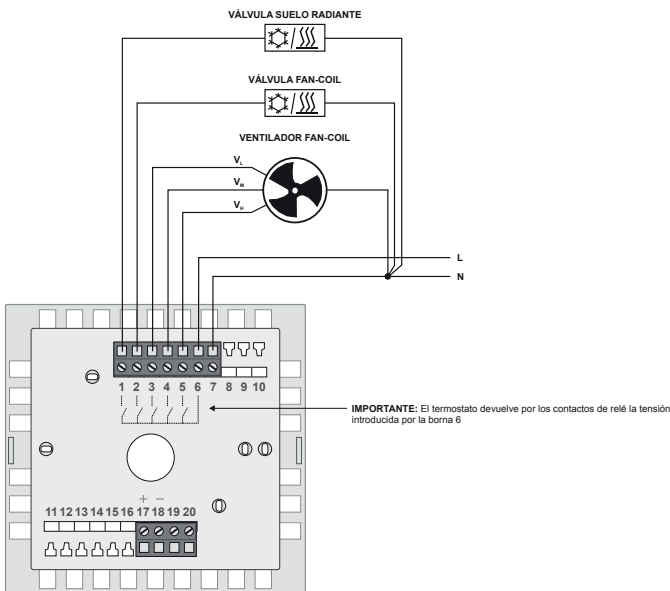 VÁLVULA SUELO RADIANTE
VÁLVULA FAN-COIL
VENTILADOR FAN-COIL
VL
VM
VH
L
N
1 2 3 4 5 6 7 8 9 10
IMPORTANTE: El termostato devuelve por los contactos de relé la tensión
introducida por la borna 6
+ −
11 12 13 14 15 16 17 18 19 20